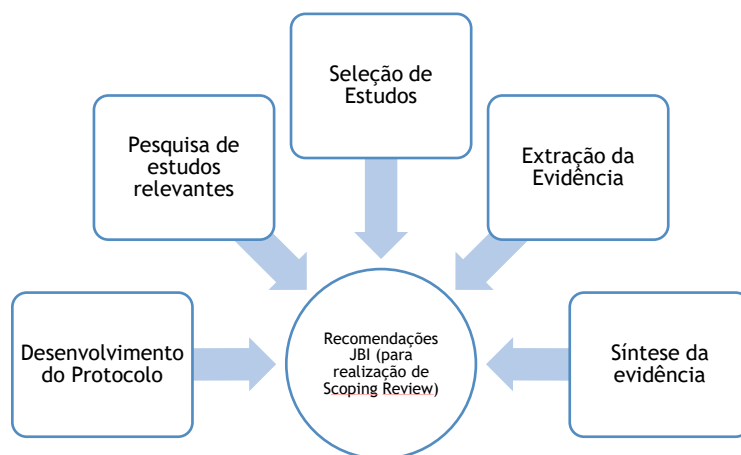 Seleção de
Estudos
Pesquisa de
estudos
relevantes
Extração da
Evidência
Desenvolvimento
do Protocolo
Recomendações
JBI (para
realização de
Scoping Review)
Síntese da
evidência